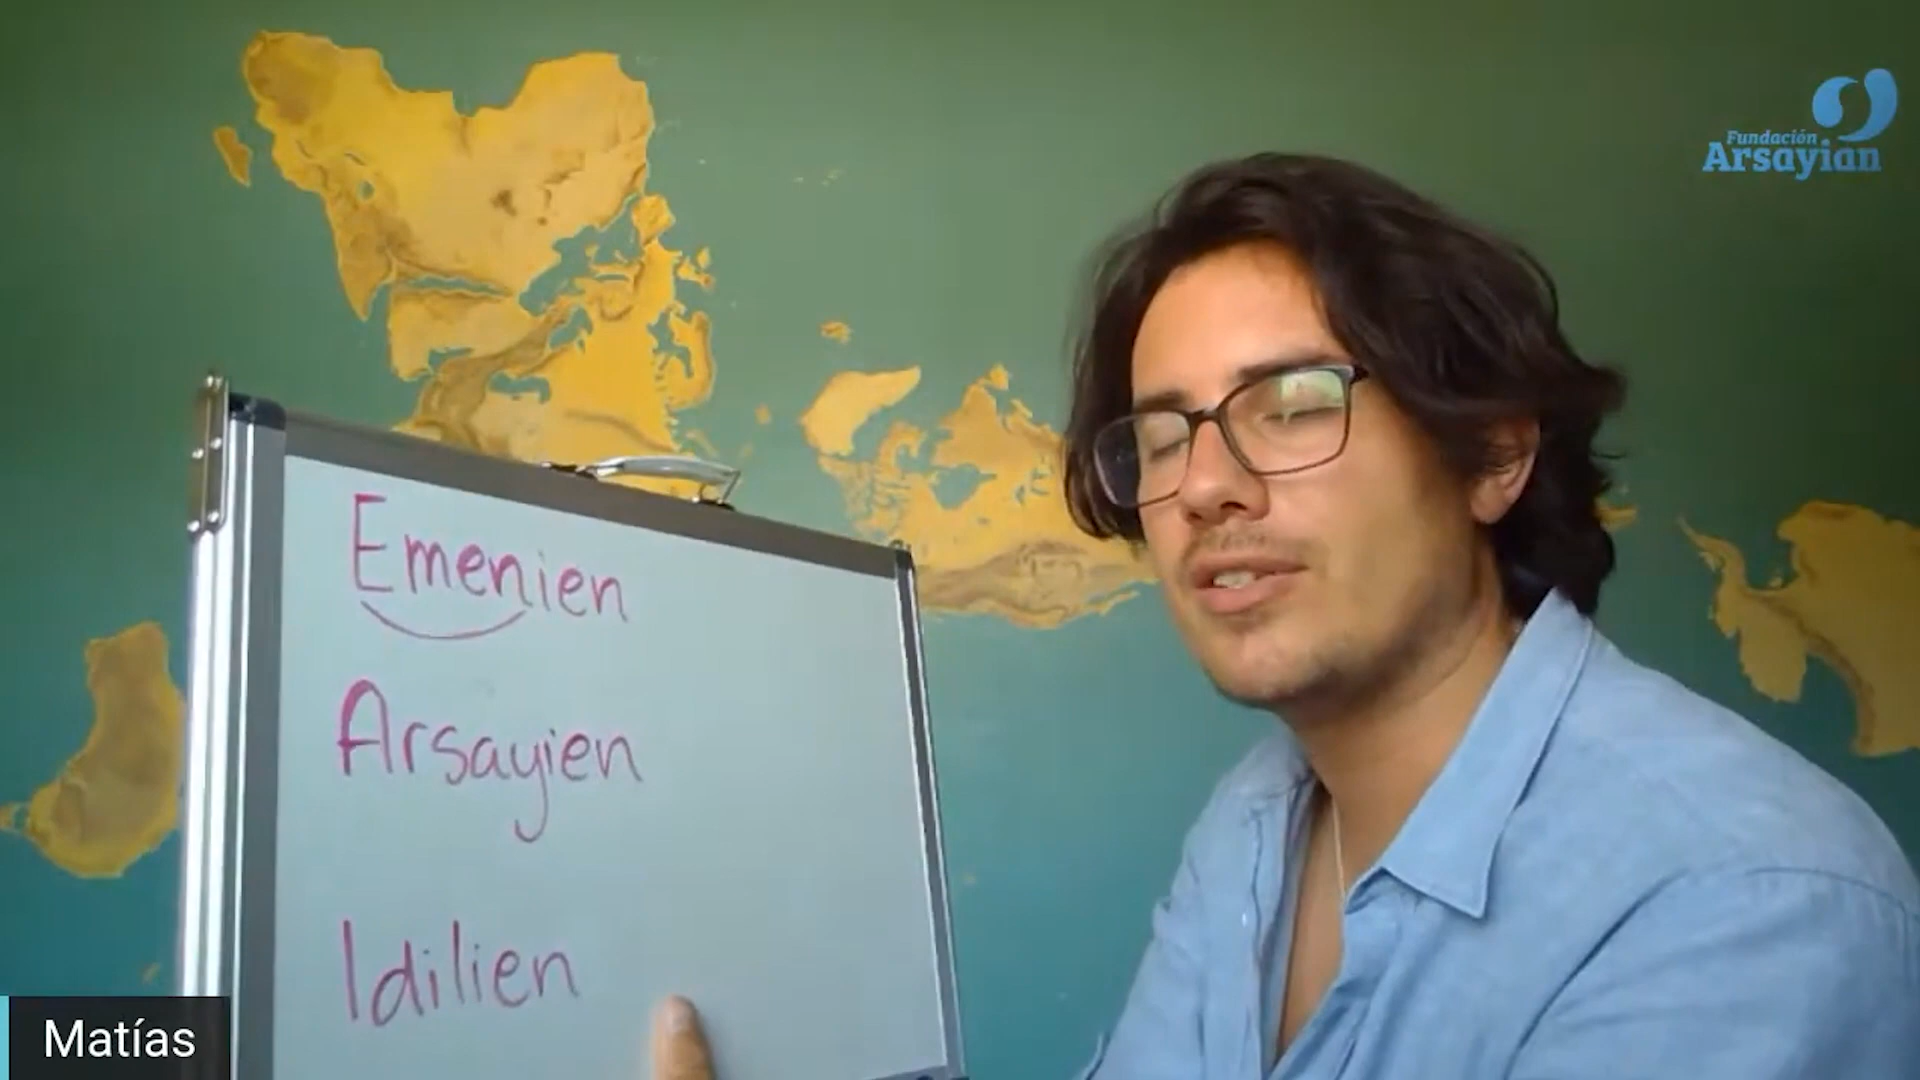 Fundación
Arsayian
Emenien
Arsayien
Idilien
Matías